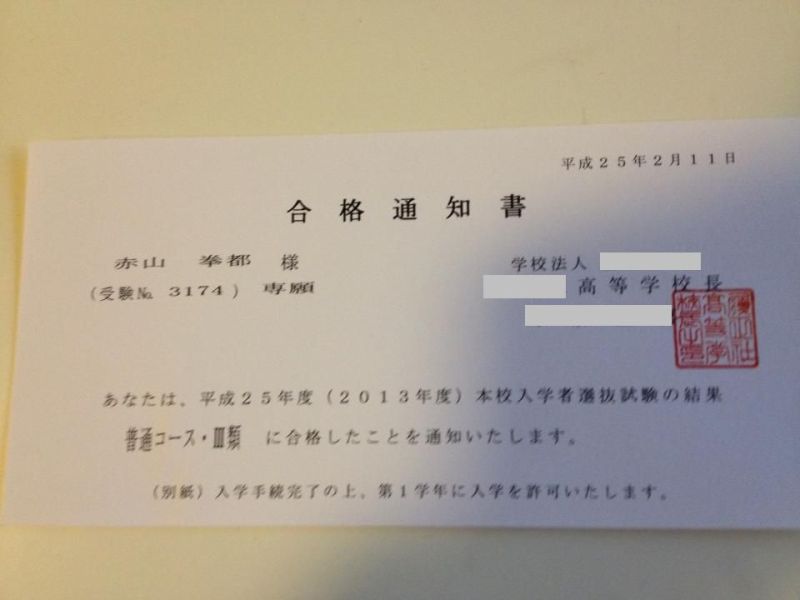 平成25年2月11日
合格通知書
赤山 拳都 様
学校法人
(受験№ 3174) 専願
高等学校長
あなたは、平成25年度(2013年度)本校入学者選抜試験の結果
普通コース・Ⅲ類 に合格したことを通知いたします。
(別紙)入学手続完了の上、第1学年に入学を許可いたします。